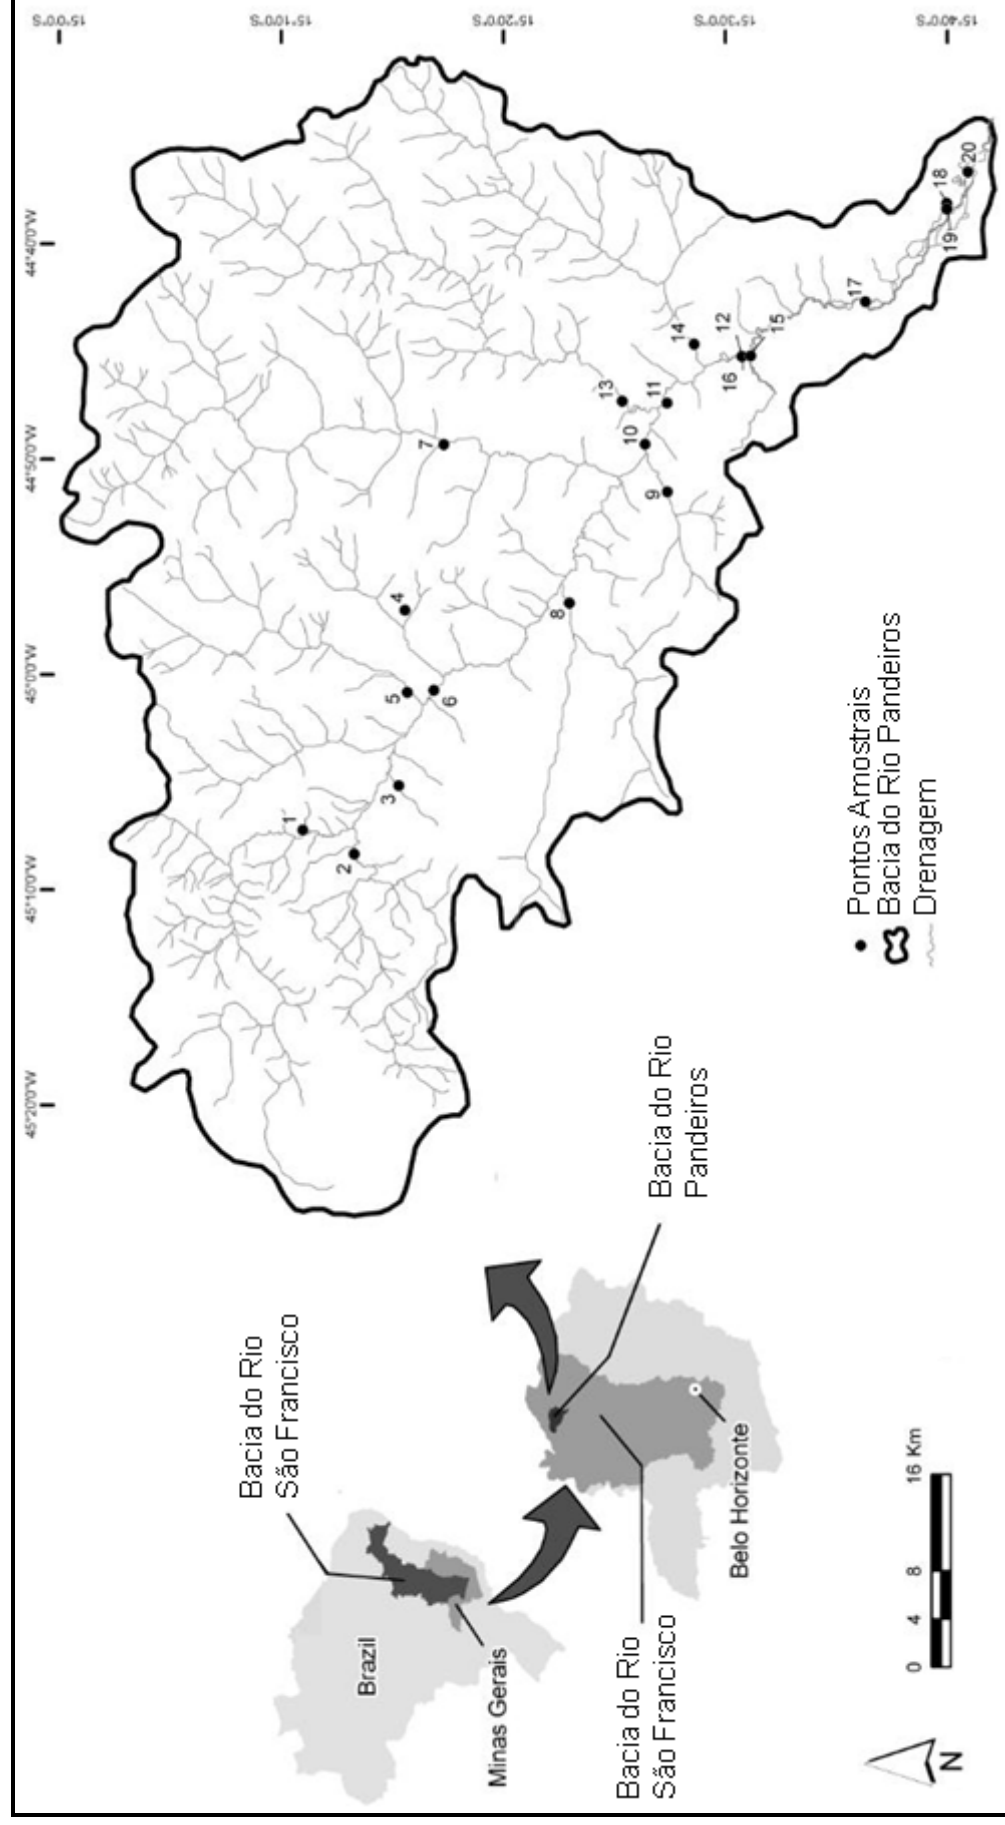 45°20'0"W
45°10'0"W
45°0'0"W
44°50'0"W
44°40'0"W
15°0'0"S
15°10'0"S
15°20'0"S
15°30'0"S
15°40'0"S
Bacia do Rio
São Francisco
Brazil
Minas Gerais
Bacia do Rio
São Francisco
Belo Horizonte
Bacia do Rio
Pandeiros
1
2
3
4
5
6
7
8
9
10
11
13
14
12
16
15
17
18
19
20
Pontos Amostrais
Bacia do Rio Pandeiros
Drenagem
N
0 4 8 16 Km